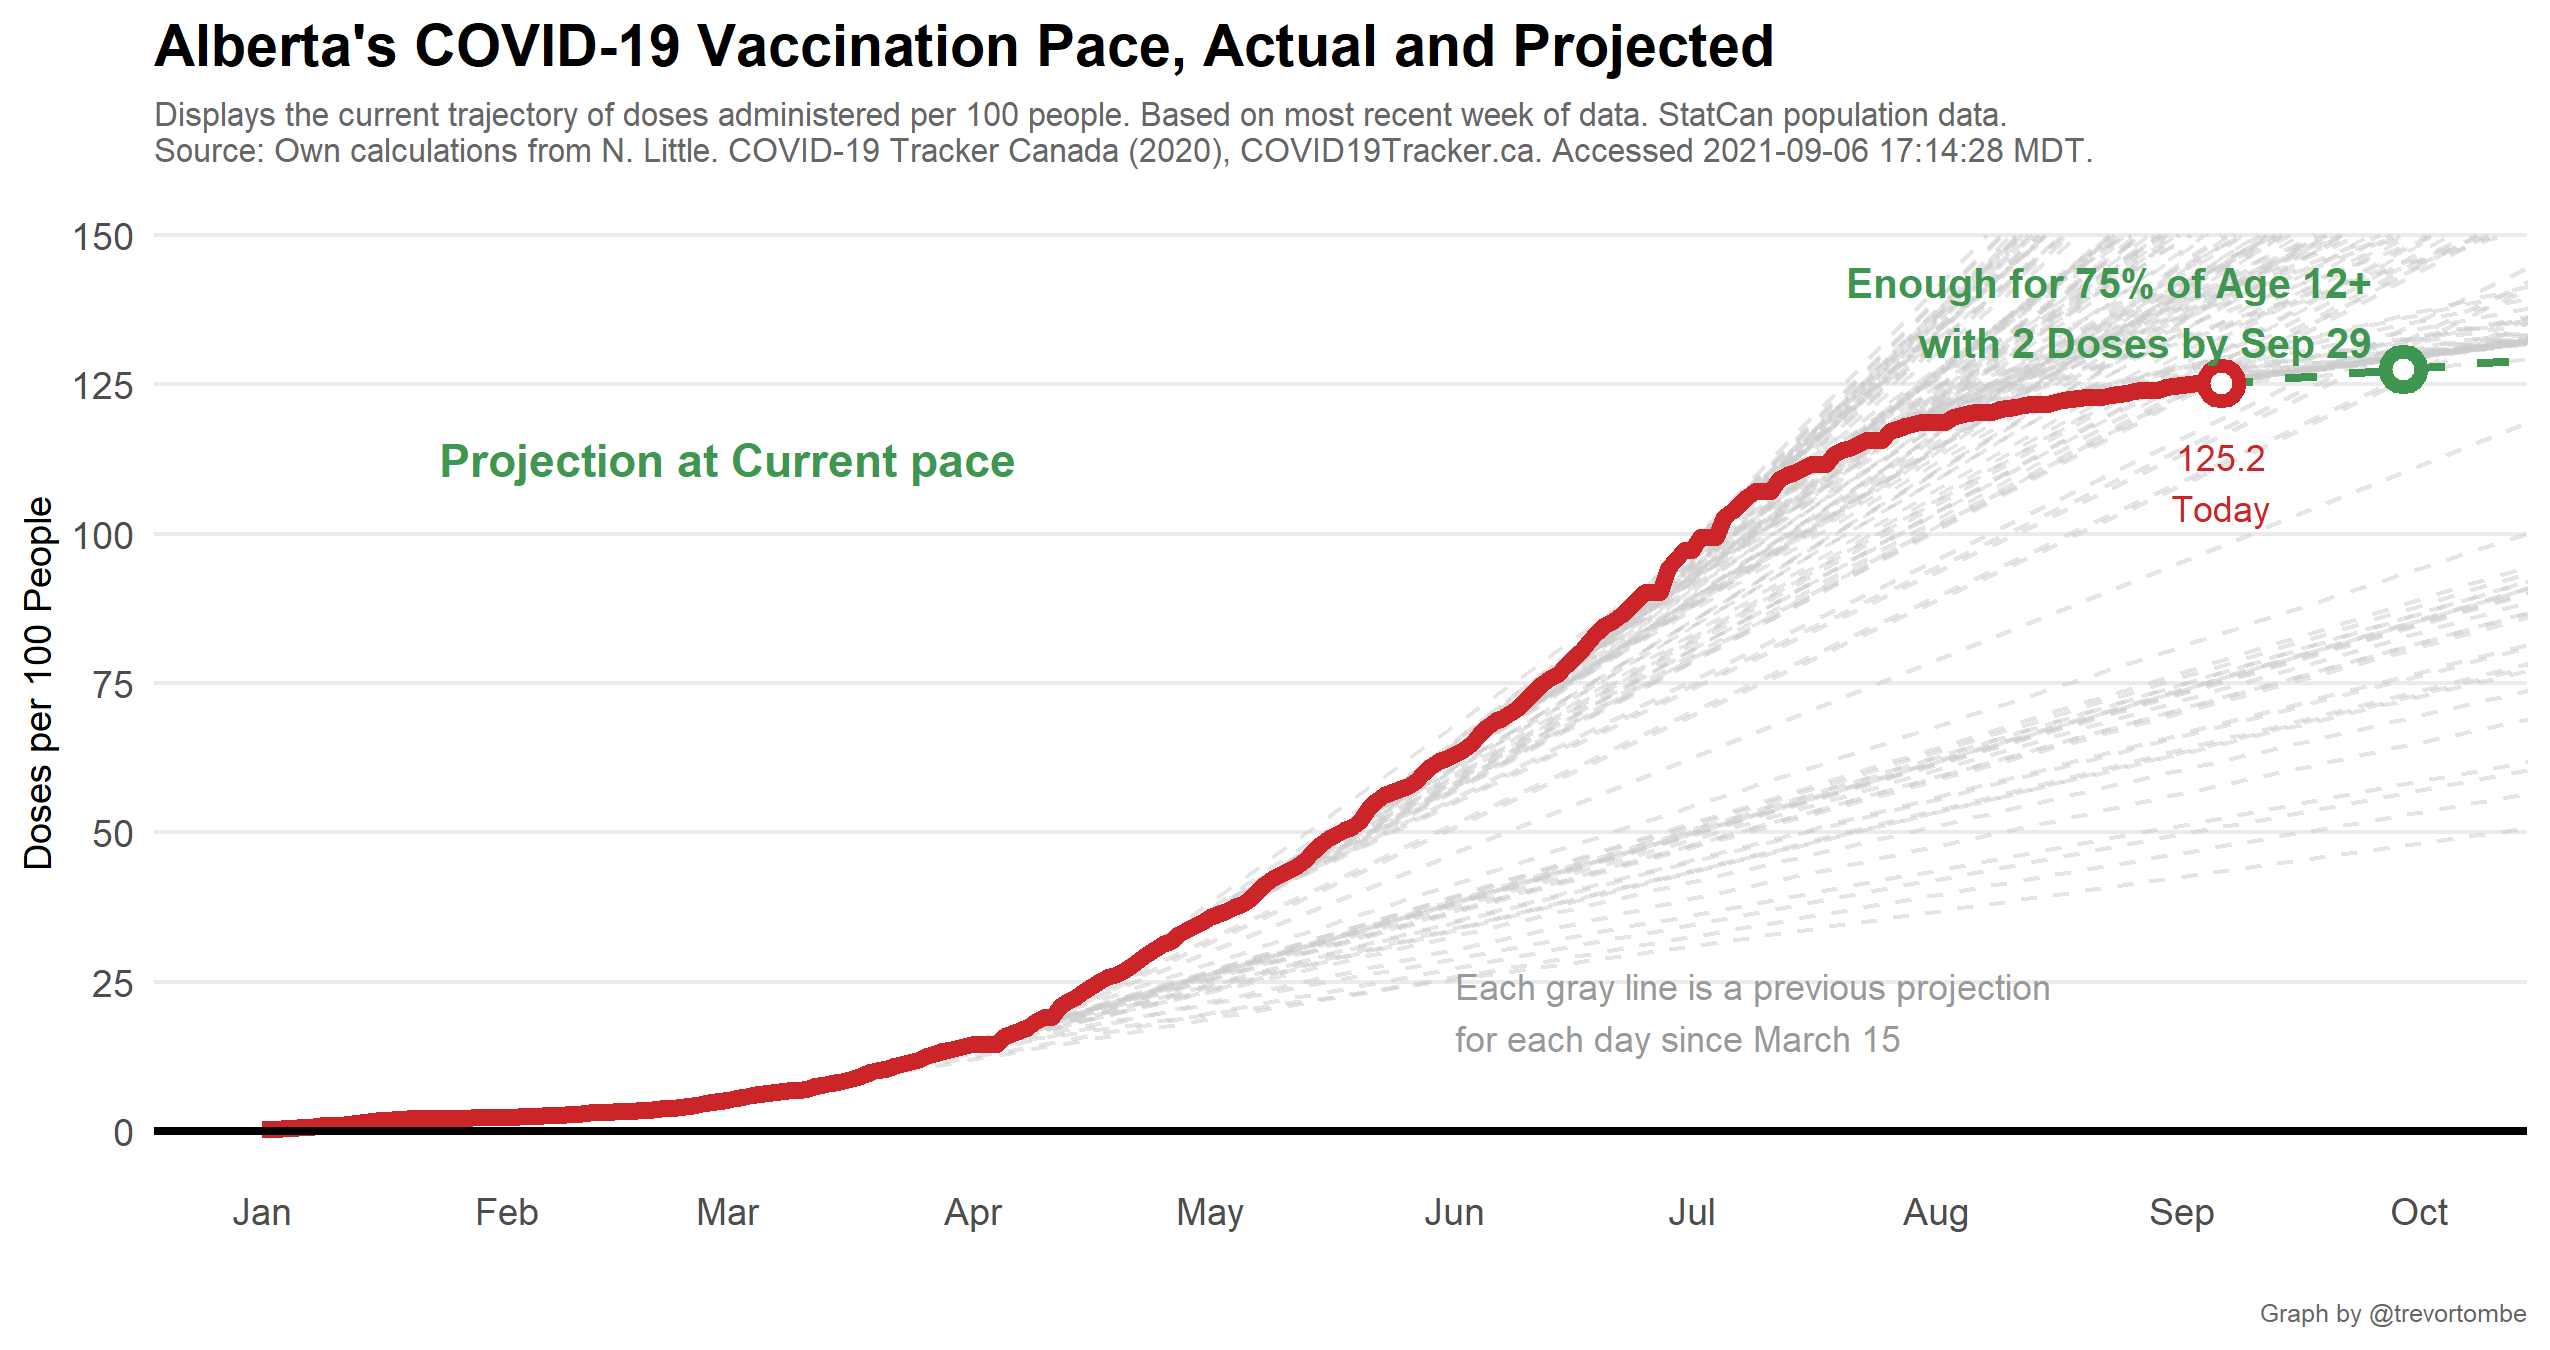 Alberta's COVID-19 Vaccination Pace, Actual and Projected
Displays the current trajectory of doses administered per 100 people. Based on most recent week of data. StatCan population data.
Source: Own calculations from N. Little. COVID-19 Tracker Canada (2020), COVID19Tracker.ca. Accessed 2021-09-06 17:14:28 MDT.
Doses per 100 People
150
125
100
75
50
25
0
Enough for 75% of Age 12+
with 2 Doses by Sep 29
Projection at Current pace
125.2
Today
Each gray line is a previous projection
for each day since March 15
Jan Feb Mar Apr May Jun Jul Aug Sep Oct
Graph by @trevortombe